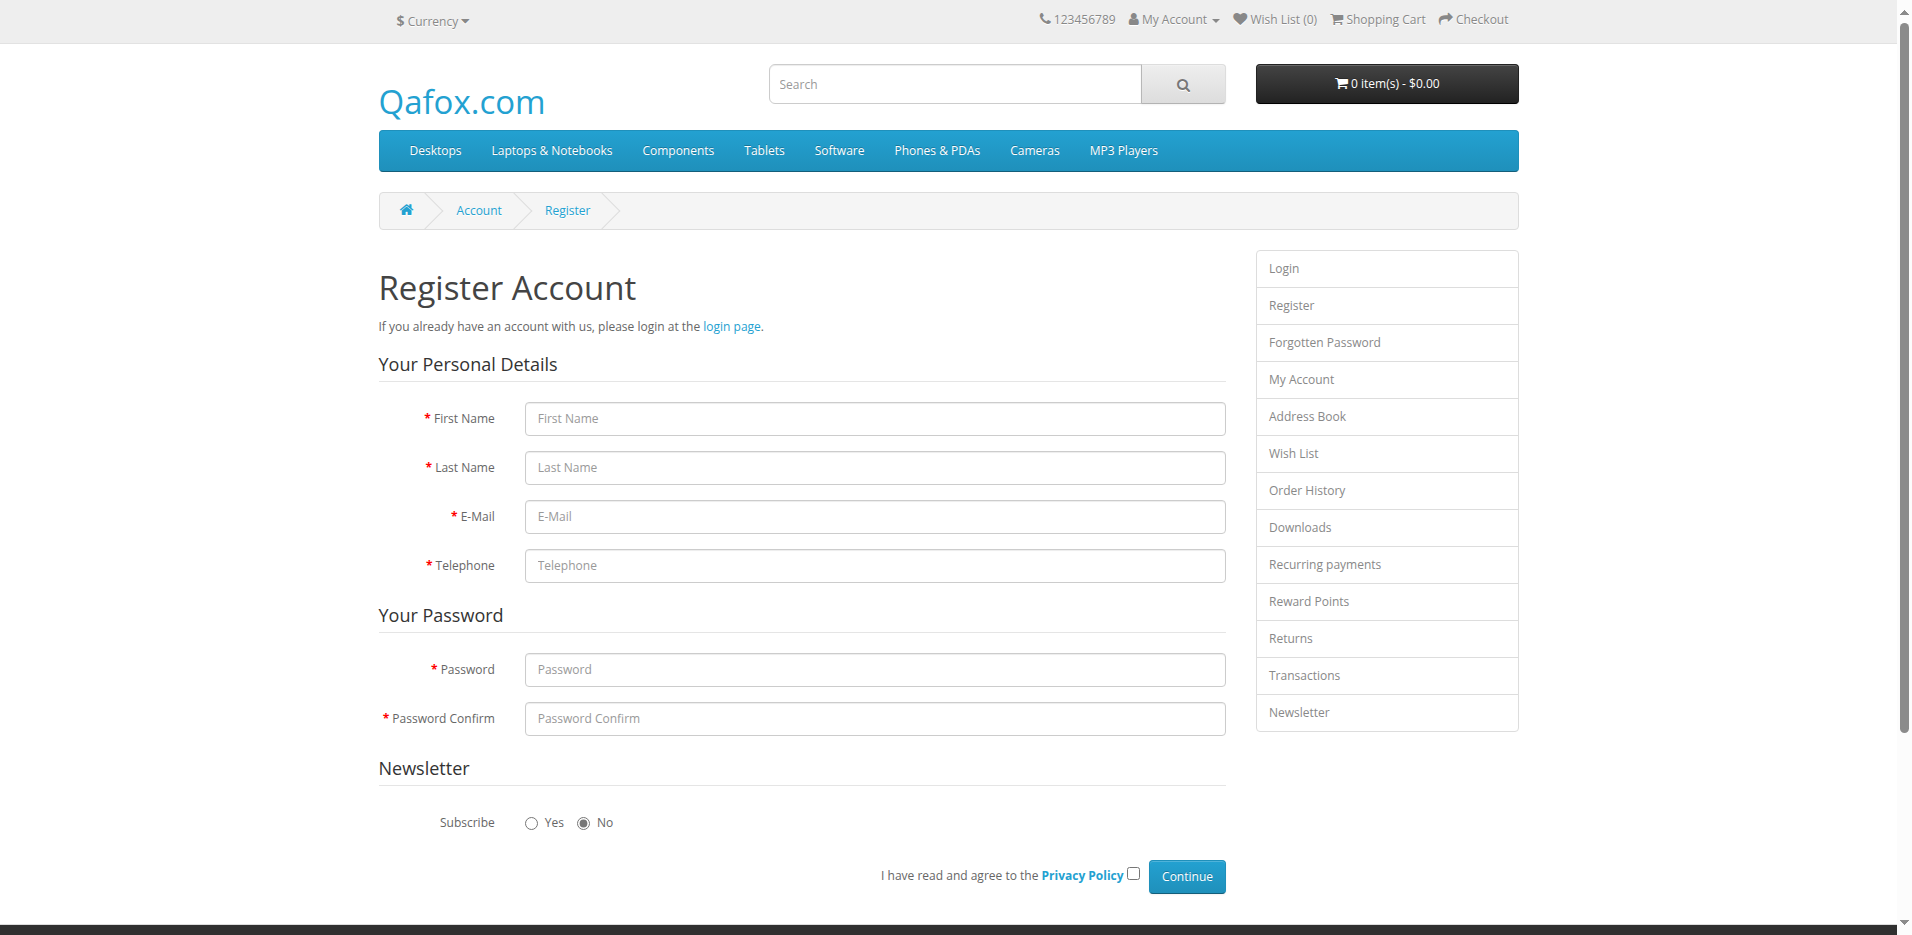 $ Currency
123456789 My Account Wish List (0) Shopping Cart Checkout
Qafox.com
Search
0 item(s) - $0.00
Desktops Laptops & Notebooks Components Tablets Software Phones & PDAs Cameras MP3 Players
Account Register
Register Account
If you already have an account with us, please login at the login page.
Your Personal Details
* First Name First Name
* Last Name Last Name
* E-Mail E-Mail
* Telephone Telephone
Your Password
* Password Password
* Password Confirm Password Confirm
Newsletter
Subscribe Yes No
I have read and agree to the Privacy Policy Continue
Login
Register
Forgotten Password
My Account
Address Book
Wish List
Order History
Downloads
Recurring payments
Reward Points
Returns
Transactions
Newsletter